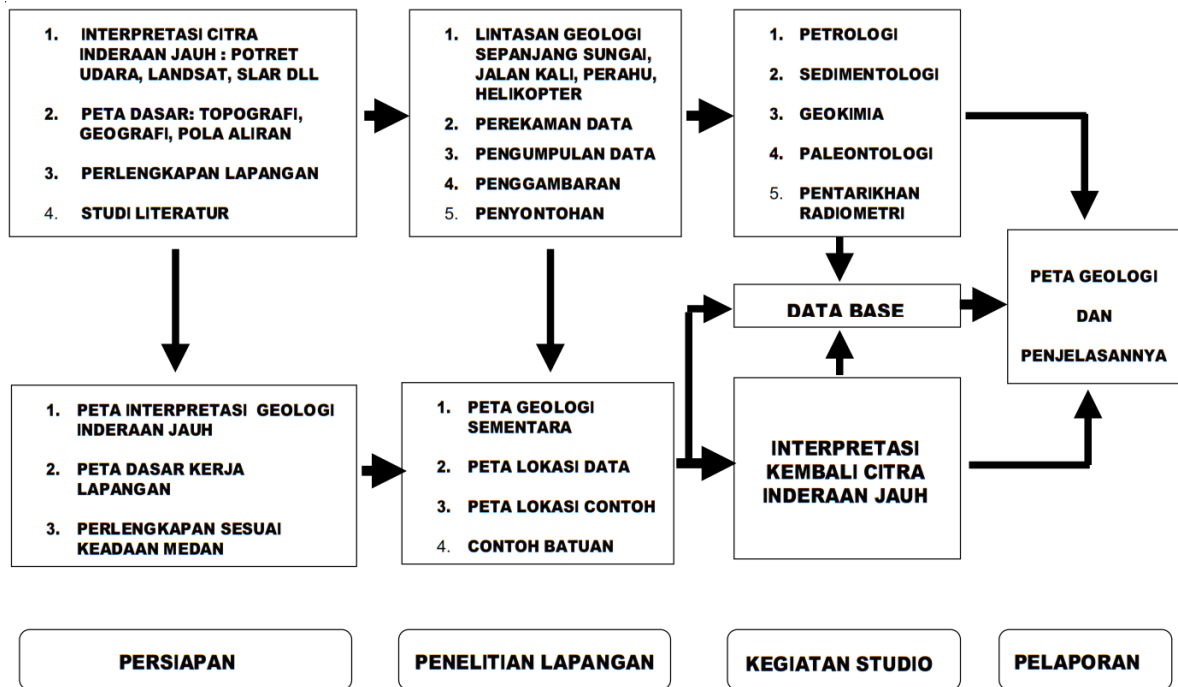 1. INTERPRETASI CITRA
INDERAAN JAUH : POTRET
UDARA, LANDSAT, SLAR DLL
2. PETA DASAR: TOPOGRAFI,
GEOGRAFI, POLA ALIRAN
3. PERLENGKAPAN LAPANGAN
4. STUDI LITERATUR
1. LINTASAN GEOLOGI
SEPANJANG SUNGAI,
JALAN KALI, PERAHU,
HELIKOPTER
2. PEREKAMAN DATA
3. PENGUMPULAN DATA
4. PENGGAMBARAN
5. PENYONTOHAN
1. PETROLOGI
2. SEDIMENTOLOGI
3. GEOKIMIA
4. PALEONTOLOGI
5. PENTARIKHAN
RADIOMETRI
DATA BASE
PETA GEOLOGI
DAN
PENJELASANNYA
1. PETA INTERPRETASI GEOLOGI
INDERAAN JAUH
2. PETA DASAR KERJA
LAPANGAN
3. PERLENGKAPAN SESUAI
KEADAAN MEDAN
1. PETA GEOLOGI
SEMENTARA
2. PETA LOKASI DATA
3. PETA LOKASI CONTOH
4. CONTOH BATUAN
INTERPRETASI
KEMBALI CITRA
INDERAAN JAUH
PERSIAPAN
PENELITIAN LAPANGAN
KEGIATAN STUDIO
PELAPORAN